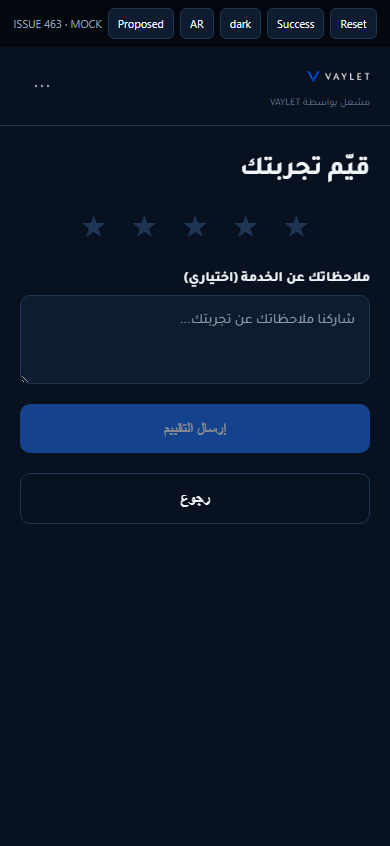 ISSUE 463 · MOCK Proposed AR dark Success Reset
VAYLET
...
مشغل بواسطة VAYLET
قيّم تجربتك
ملاحظاتك عن الخدمة (اختياري)
شاركنا ملاحظاتك عن تجربتك...
إرسال التقييم
رجوع